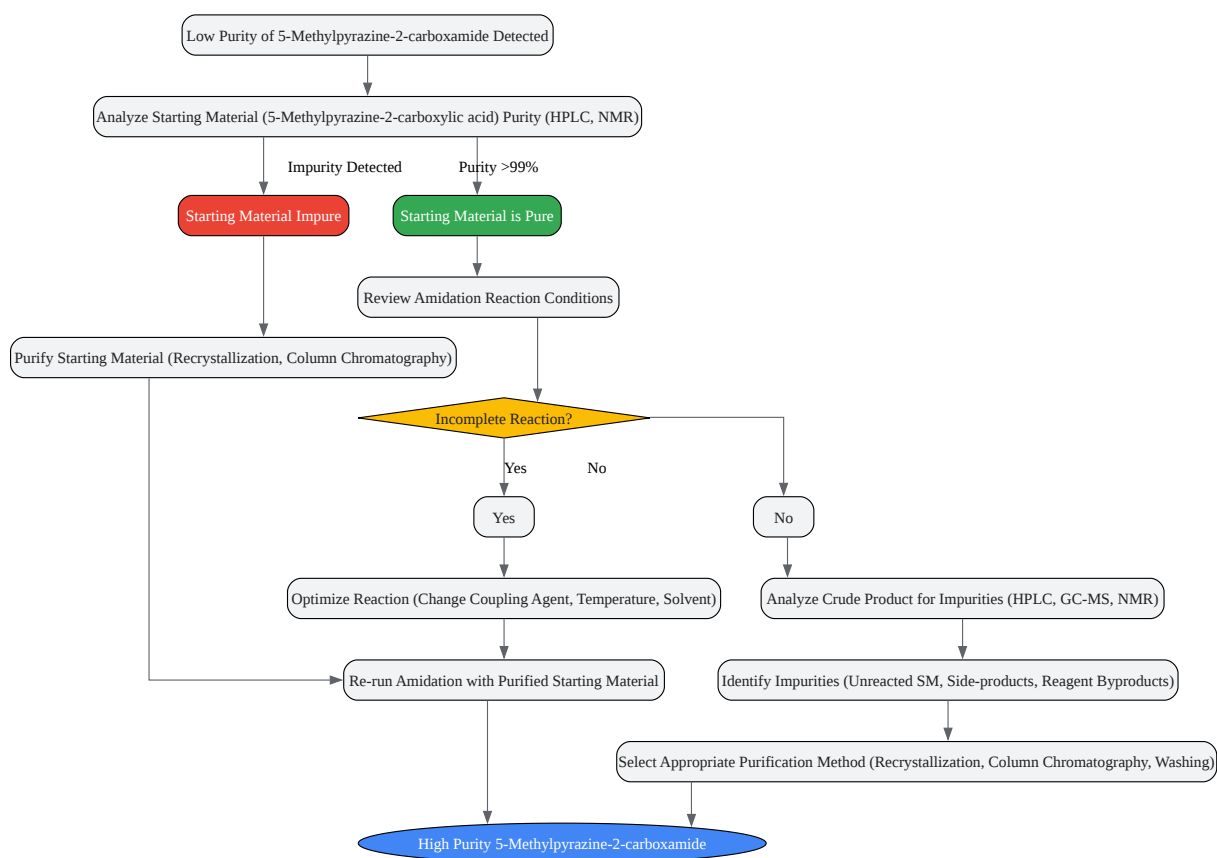 Low Purity of 5-Methylpyrazine-2-carboxamide Detected
Analyze Starting Material (5-Methylpyrazine-2-carboxylic acid) Purity (HPLC, NMR)
Impurity Detected
Purity >99%
Starting Material Impure
Starting Material is Pure
Review Amidation Reaction Conditions
Purify Starting Material (Recrystallization, Column Chromatography)
Incomplete Reaction?
Yes
No
Yes
No
Optimize Reaction (Change Coupling Agent, Temperature, Solvent)
Analyze Crude Product for Impurities (HPLC, GC-MS, NMR)
Re-run Amidation with Purified Starting Material
Identify Impurities (Unreacted SM, Side-products, Reagent Byproducts)
Select Appropriate Purification Method (Recrystallization, Column Chromatography, Washing)
High Purity 5-Methylpyrazine-2-carboxamide